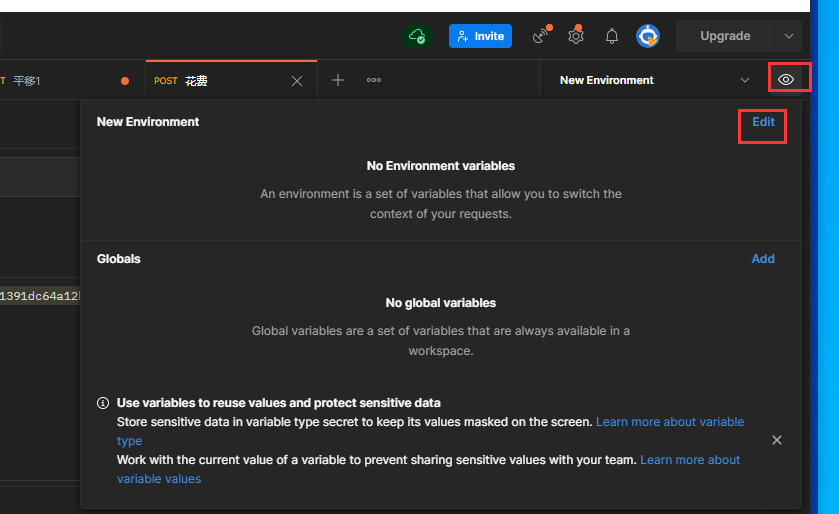 Invite
Upgrade
T 平移1
POST 花费
New Environment
New Environment
Edit
No Environment variables
An environment is a set of variables that allow you to switch the
context of your requests.
Globals
Add
No global variables
Global variables are a set of variables that are always available in a
workspace.
1391dc64a12
Use variables to reuse values and protect sensitive data
Store sensitive data in variable type secret to keep its values masked on the screen. Learn more about variable
type
Work with the current value of a variable to prevent sharing sensitive values with your team. Learn more about
variable values